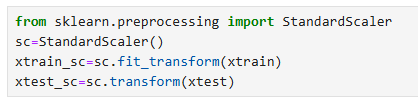 from sklearn.preprocessing import StandardScaler
sc=StandardScaler()
xtrain_sc=sc.fit_transform(xtrain)
xtest_sc=sc.transform(xtest)